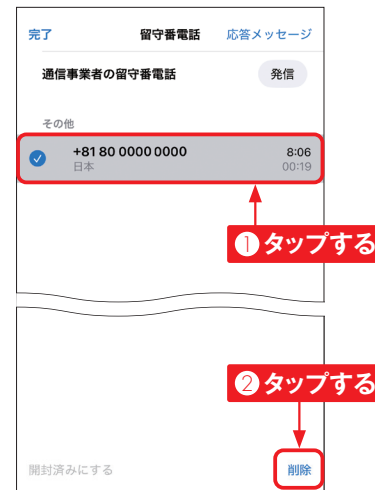 完了 留守番電話 応答メッセージ
通信事業者の留守番電話 発信
その他
+81 80 0000 0000 8:06
日本 00:19
①タップする
②タップする
開封済みにする 削除